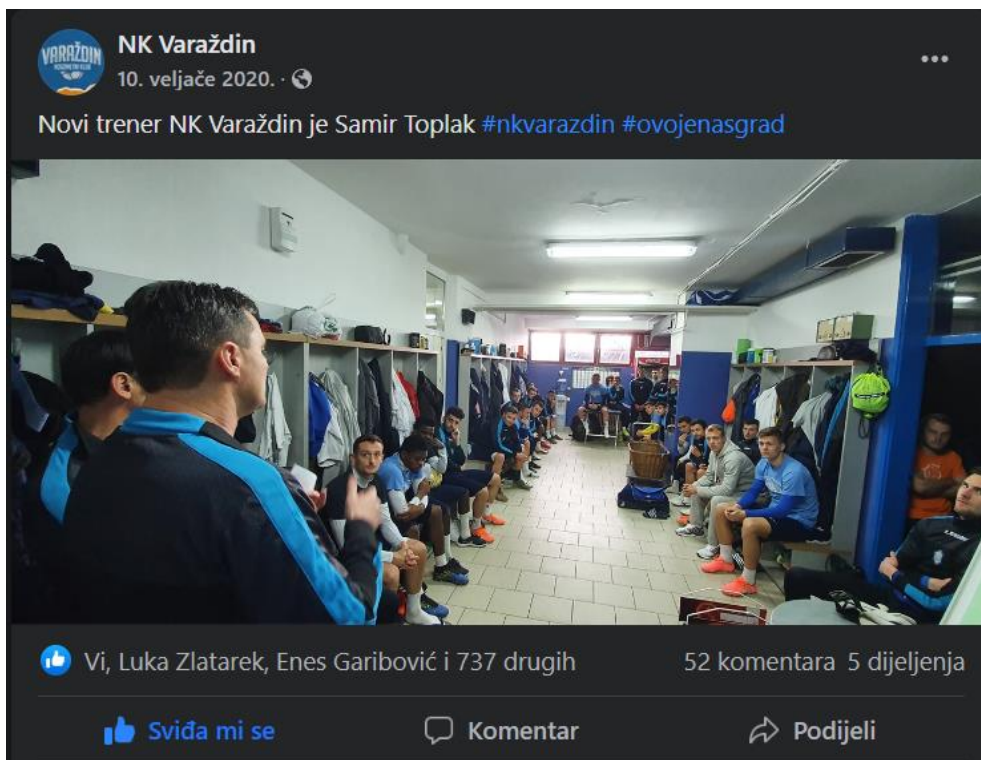 VARAŽDIN
NK Varaždin
10. veljače 2020. ·
Novi trener NK Varaždin je Samir Toplak #nkvarazdin #ovojenasgrad
Vi, Luka Zlatarek, Enes Garibović i 737 drugih
52 komentara 5 dijeljenja
Sviđa mi se
Komentar
Podijeli